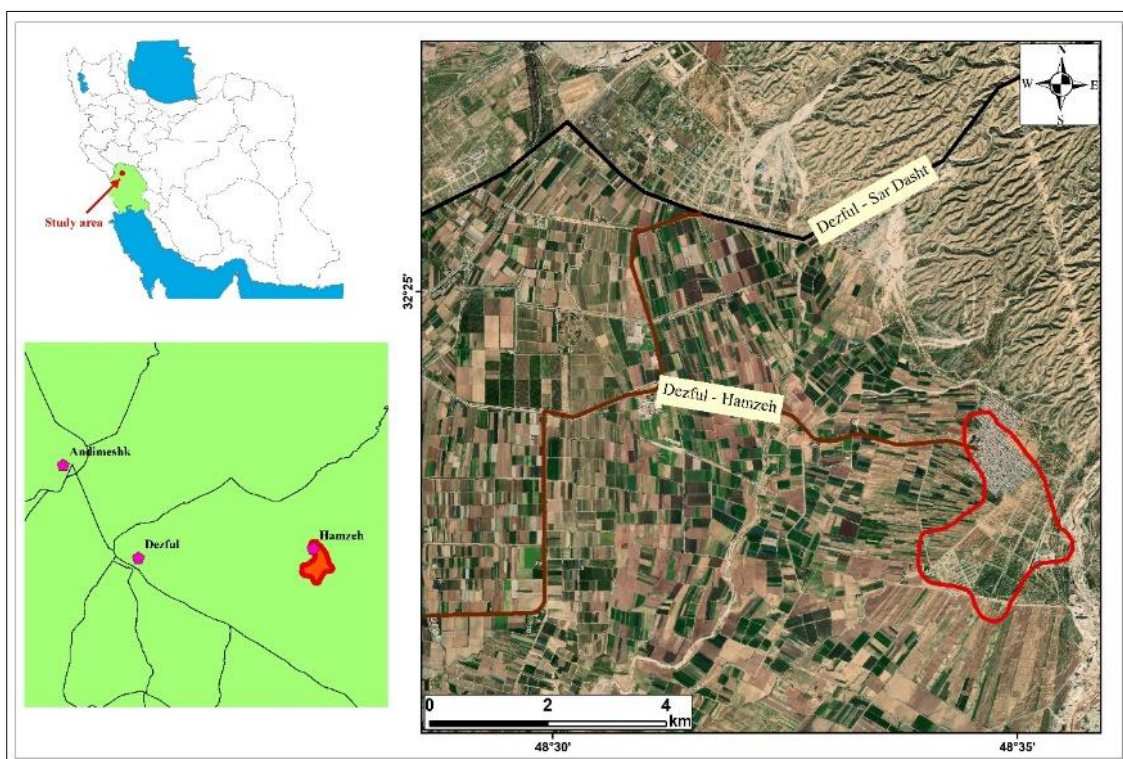 Study area
Andimeshk
Dezful
Hamzeh
N
W
E
S
Dezful - Sar Dasht
32°25'
Dezful - Hamzeh
0
2
4
km
48°30'
48°35'